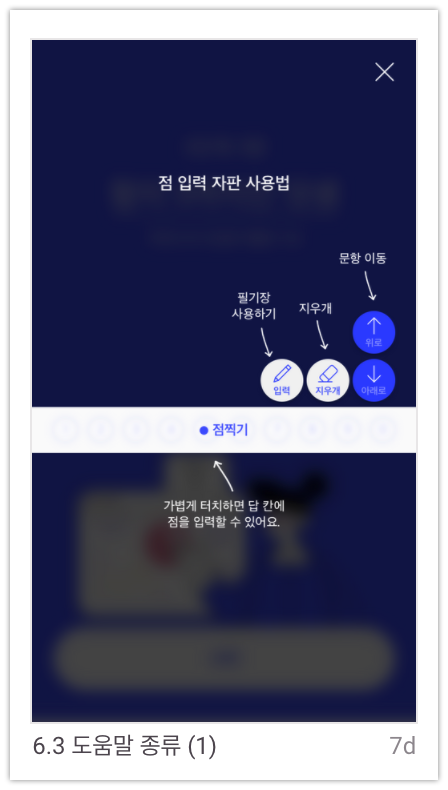 점 입력 자판 사용법
문항 이동
필기장
사용하기
지우개
위로
입력
지우개
아래로
점찍기
가볍게 터치하면 답 칸에
점을 입력할 수 있어요.
6.3 도움말 종류 (1)
7d